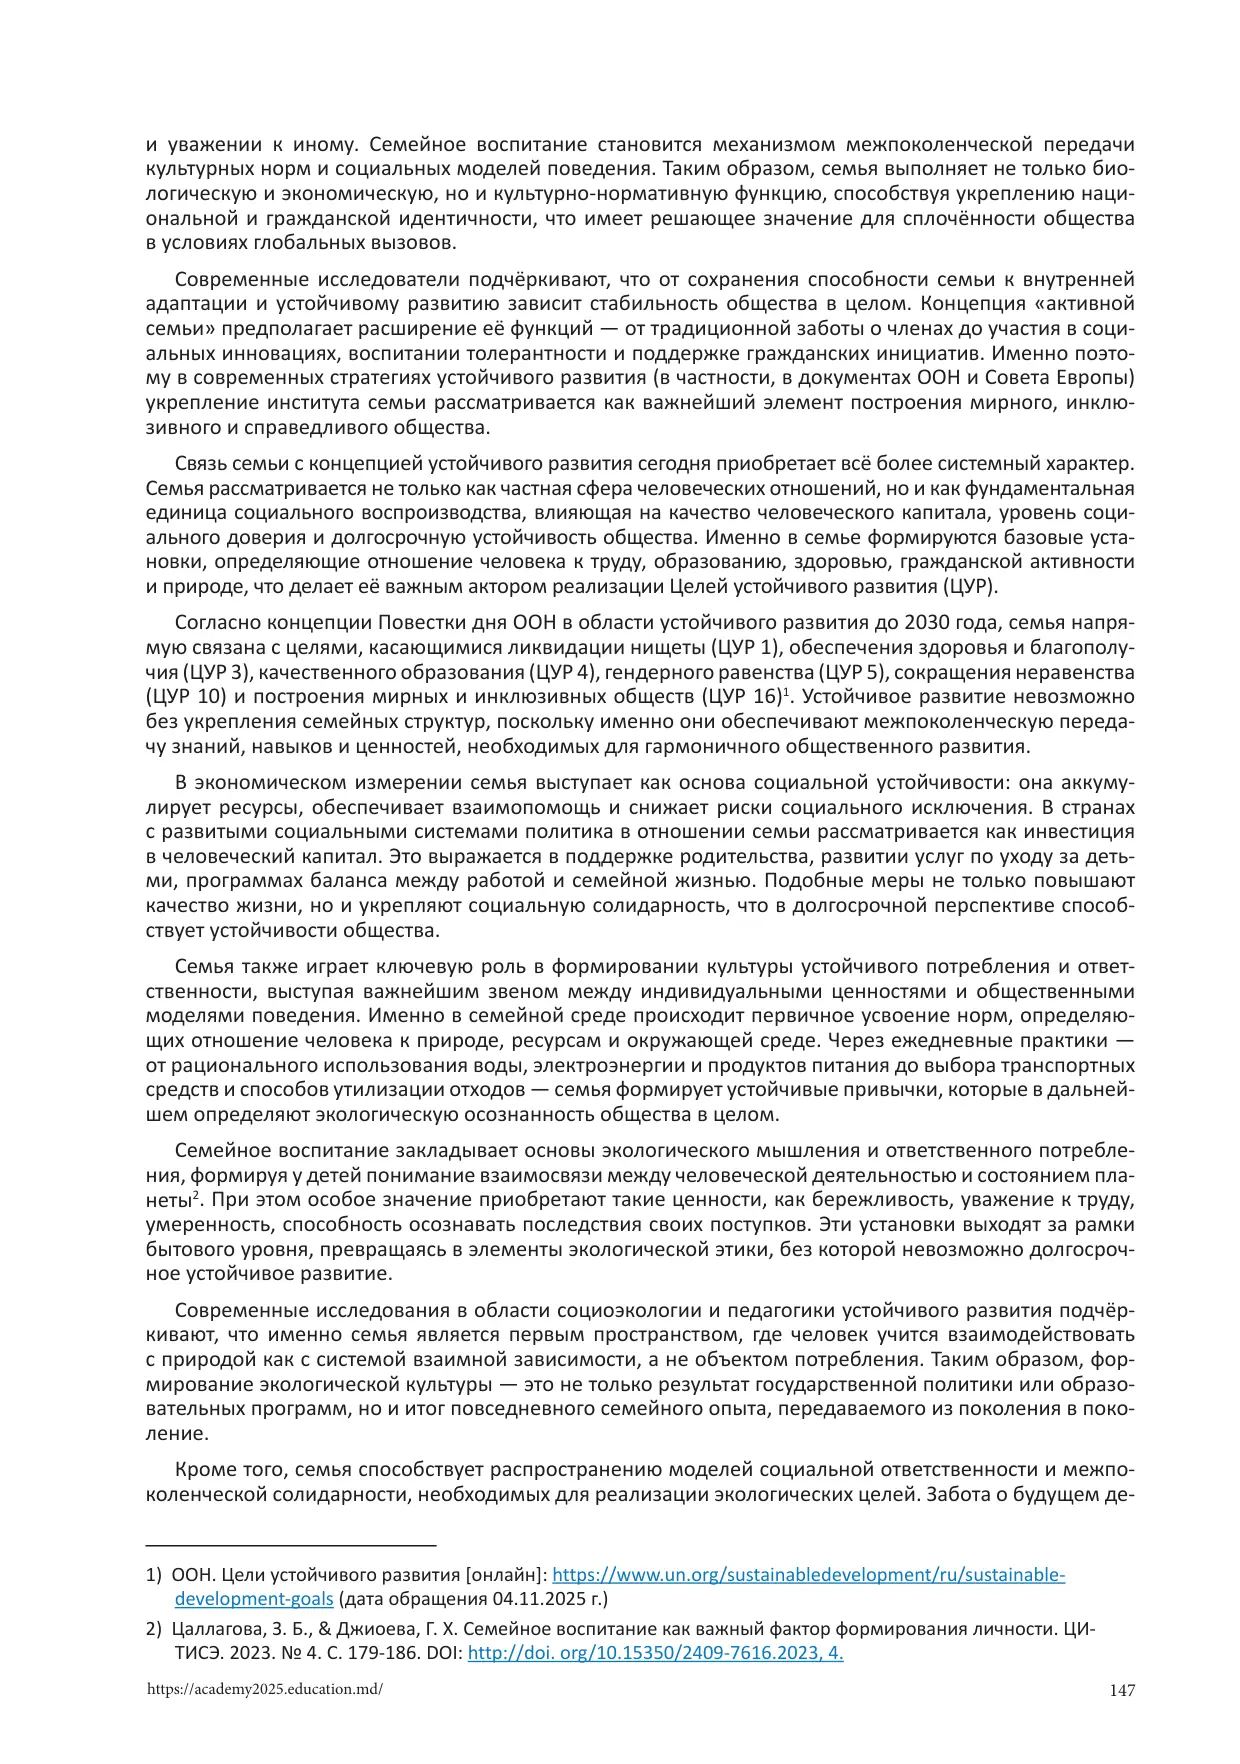 и уважении к иному. Семейное воспитание становится механизмом межпоколенческой передачи
культурных норм и социальных моделей поведения. Таким образом, семья выполняет не только био-
логическую и экономическую, но и культурно-нормативную функцию, способствуя укреплению наци-
ональной и гражданской идентичности, что имеет решающее значение для сплочённости общества
в условиях глобальных вызовов.
Современные исследователи подчёркивают, что от сохранения способности семьи к внутренней
адаптации и устойчивому развитию зависит стабильность общества в целом. Концепция «активной
семьи» предполагает расширение её функций — от традиционной заботы о членах до участия в соци-
альных инновациях, воспитании толерантности и поддержке гражданских инициатив. Именно поэто-
му в современных стратегиях устойчивого развития (в частности, в документах ООН и Совета Европы)
укрепление института семьи рассматривается как важнейший элемент построения мирного, инклю-
зивного и справедливого общества.
Связь семьи с концепцией устойчивого развития сегодня приобретает всё более системный характер.
Семья рассматривается не только как частная сфера человеческих отношений, но и как фундаментальная
единица социального воспроизводства, влияющая на качество человеческого капитала, уровень соци-
ального доверия и долгосрочную устойчивость общества. Именно в семье формируются базовые уста-
новки, определяющие отношение человека к труду, образованию, здоровью, гражданской активности
и природе, что делает её важным актором реализации Целей устойчивого развития (ЦУР).
Согласно концепции Повестки дня ООН в области устойчивого развития до 2030 года, семья напря-
мую связана с целями, касающимися ликвидации нищеты (ЦУР 1), обеспечения здоровья и благополу-
чия (ЦУР 3), качественного образования (ЦУР 4), гендерного равенства (ЦУР 5), сокращения неравенства
(ЦУР 10) и построения мирных и инклюзивных обществ (ЦУР 16)¹. Устойчивое развитие невозможно
без укрепления семейных структур, поскольку именно они обеспечивают межпоколенческую переда-
чу знаний, навыков и ценностей, необходимых для гармоничного общественного развития.
В экономическом измерении семья выступает как основа социальной устойчивости: она аккуму-
лирует ресурсы, обеспечивает взаимопомощь и снижает риски социального исключения. В странах
с развитыми социальными системами политика в отношении семьи рассматривается как инвестиция
в человеческий капитал. Это выражается в поддержке родительства, развитии услуг по уходу за деть-
ми, программах баланса между работой и семейной жизнью. Подобные меры не только повышают
качество жизни, но и укрепляют социальную солидарность, что в долгосрочной перспективе способ-
ствует устойчивости общества.
Семья также играет ключевую роль в формировании культуры устойчивого потребления и ответ-
ственности, выступая важнейшим звеном между индивидуальными ценностями и общественными
моделями поведения. Именно в семейной среде происходит первичное усвоение норм, определяю-
щих отношение человека к природе, ресурсам и окружающей среде. Через ежедневные практики —
от рационального использования воды, электроэнергии и продуктов питания до выбора транспортных
средств и способов утилизации отходов — семья формирует устойчивые привычки, которые в дальней-
шем определяют экологическую осознанность общества в целом.
Семейное воспитание закладывает основы экологического мышления и ответственного потребле-
ния, формируя у детей понимание взаимосвязи между человеческой деятельностью и состоянием пла-
неты². При этом особое значение приобретают такие ценности, как бережливость, уважение к труду,
умеренность, способность осознавать последствия своих поступков. Эти установки выходят за рамки
бытового уровня, превращаясь в элементы экологической этики, без которой невозможно долгосроч-
ное устойчивое развитие.
Современные исследования в области социоэкологии и педагогики устойчивого развития подчёр-
кивают, что именно семья является первым пространством, где человек учится взаимодействовать
с природой как с системой взаимной зависимости, а не объектом потребления. Таким образом, фор-
мирование экологической культуры — это не только результат государственной политики или образо-
вательных программ, но и итог повседневного семейного опыта, передаваемого из поколения в поко-
ление.
Кроме того, семья способствует распространению моделей социальной ответственности и межпо-
коленческой солидарности, необходимых для реализации экологических целей. Забота о будущем де-
1) ООН. Цели устойчивого развития [онлайн]: https://www.un.org/sustainabledevelopment/ru/sustainable-
development-goals (дата обращения 04.11.2025 г.)
2) Цаллагова, З. Б., & Джиоева, Г. Х. Семейное воспитание как важный фактор формирования личности. ЦИ-
ТИСЭ. 2023. № 4. С. 179-186. DOI: http://doi. org/10.15350/2409-7616.2023, 4.
https://academy2025.education.md/
147